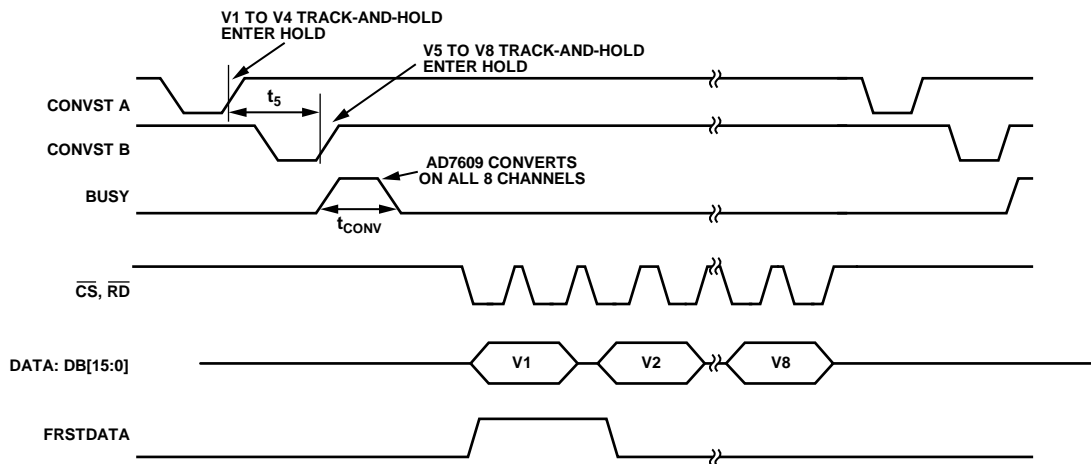 V1 TO V4 TRACK-AND-HOLD
ENTER HOLD
V5 TO V8 TRACK-AND-HOLD
ENTER HOLD
CONVST A
t5
CONVST B
AD7609 CONVERTS
ON ALL 8 CHANNELS
BUSY
tCONV
CS, RD
DATA: DB[15:0]
V1
V2
V8
FRSTDATA